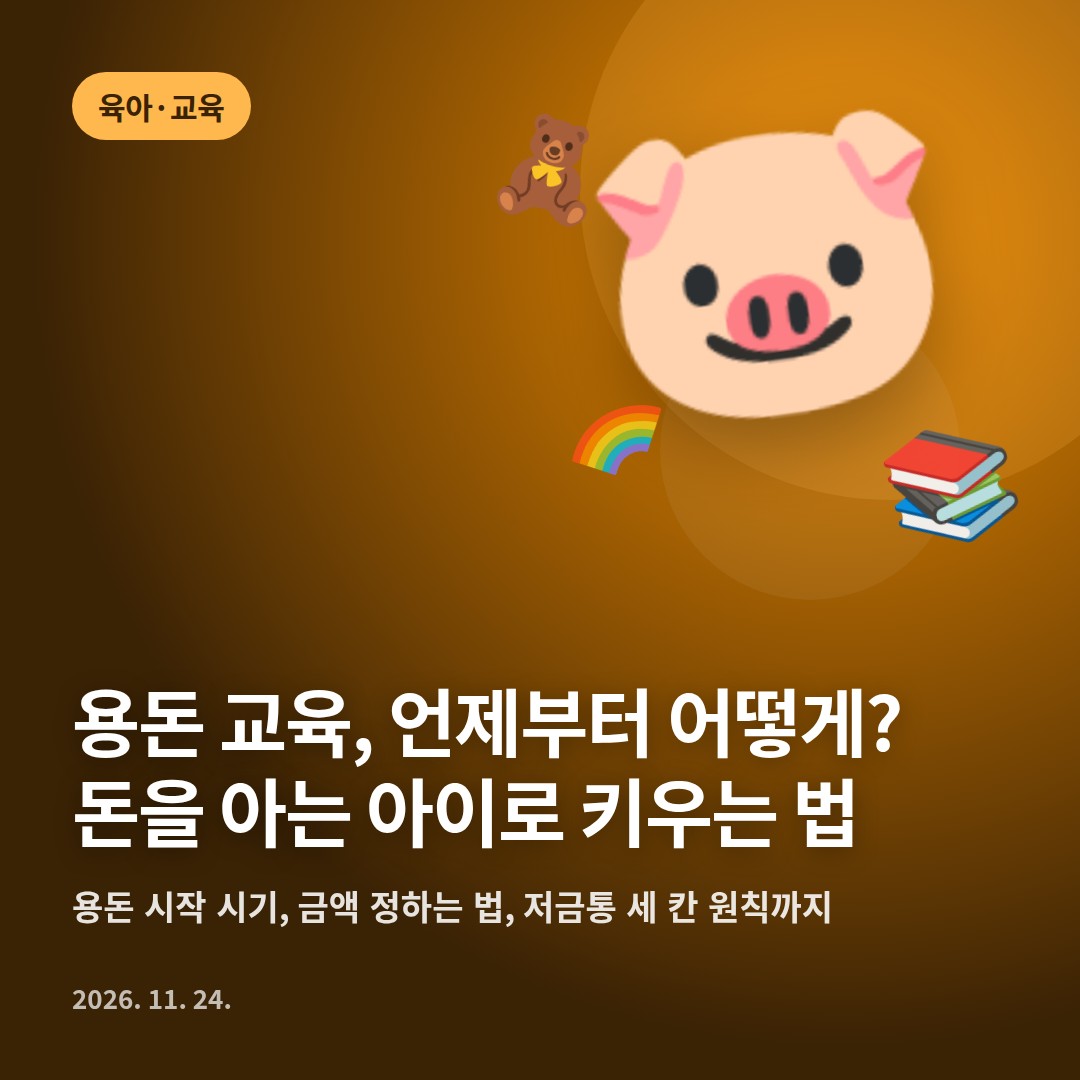 육아·교육
용돈 교육, 언제부터 어떻게?
돈을 아는 아이로 키우는 법
용돈 시작 시기, 금액 정하는 법, 저금통 세 칸 원칙까지
2026. 11. 24.